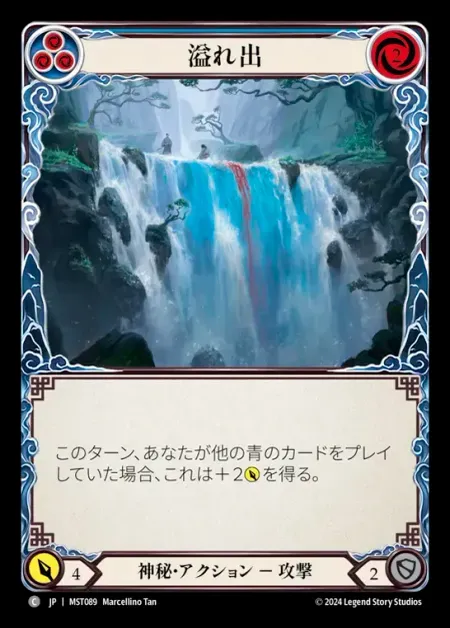 溢れ出
2
このターン、あなたが他の青のカードをプレイ
していた場合、これは+2を得る。
4
神秘・アクション ー 攻撃
2
C JP | MST089 Marcellino Tan
© 2024 Legend Story Studios